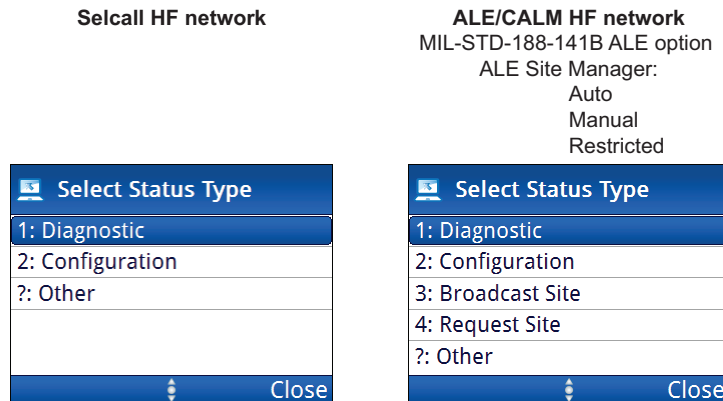 Selcall HF network
Select Status Type
1: Diagnostic
2: Configuration
?: Other
Close
ALE/CALM HF network
MIL-STD-188-141B ALE option
ALE Site Manager:
Auto
Manual
Restricted
Select Status Type
1: Diagnostic
2: Configuration
3: Broadcast Site
4: Request Site
?: Other
Close